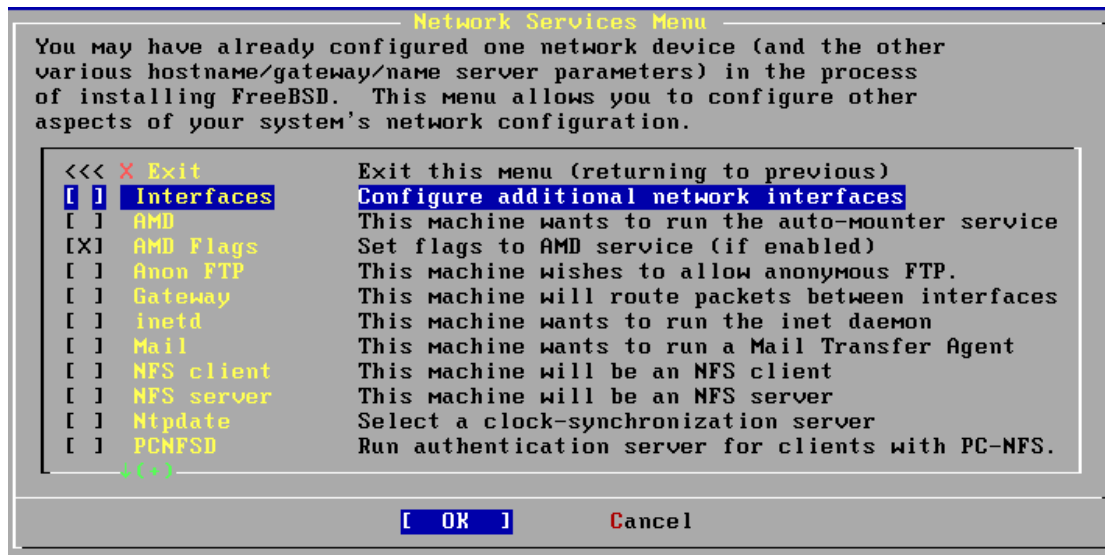 Network Services Menu
You may have already configured one network device (and the other
various hostname/gateway/name server parameters) in the process
of installing FreeBSD.  This menu allows you to configure other
aspects of your system's network configuration.
<<< X Exit          Exit this menu (returning to previous)
[ ]  Interfaces     Configure additional network interfaces
[ ]  AMD            This machine wants to run the auto-mounter service
[X]  AMD Flags      Set flags to AMD service (if enabled)
[ ]  Anon FTP       This machine wishes to allow anonymous FTP.
[ ]  Gateway        This machine will route packets between interfaces
[ ]  inetd          This machine wants to run the inet daemon
[ ]  Mail           This machine wants to run a Mail Transfer Agent
[ ]  NFS client     This machine will be an NFS client
[ ]  NFS server     This machine will be an NFS server
[ ]  Ntpdate        Select a clock-synchronization server
[ ]  PCNFSD         Run authentication server for clients with PC-NFS.
↓(+)
[  OK  ]       Cancel